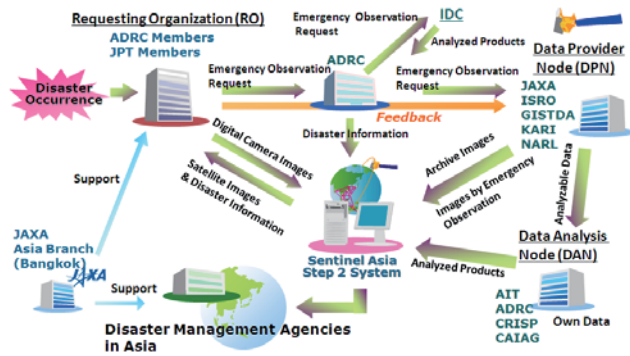 Requesting Organization (RO)
ADRC Members
JPT Members
Disaster
Occurrence
Emergency Observation
Request
ADRC
Emergency Observation
Request
IDC
Analyzed Products
Emergency Observation
Request
Feedback
Data Provider
Node (DPN)
JAXA
ISRO
GISTDA
KARI
NARL
Disaster Information
Digital Camera Images
Satellite Images
& Disaster Information
Archive Images
Images by Emergency
Observation
Analyzable Data
Support
JAXA
Asia Branch
(Bangkok)
JAXA
Support
Sentinel Asia
Step 2 System
Analyzed Products
Data Analysis
Node (DAN)
AIT
ADRC
CRISP
CAIAG
Own Data
Disaster Management Agencies
in Asia